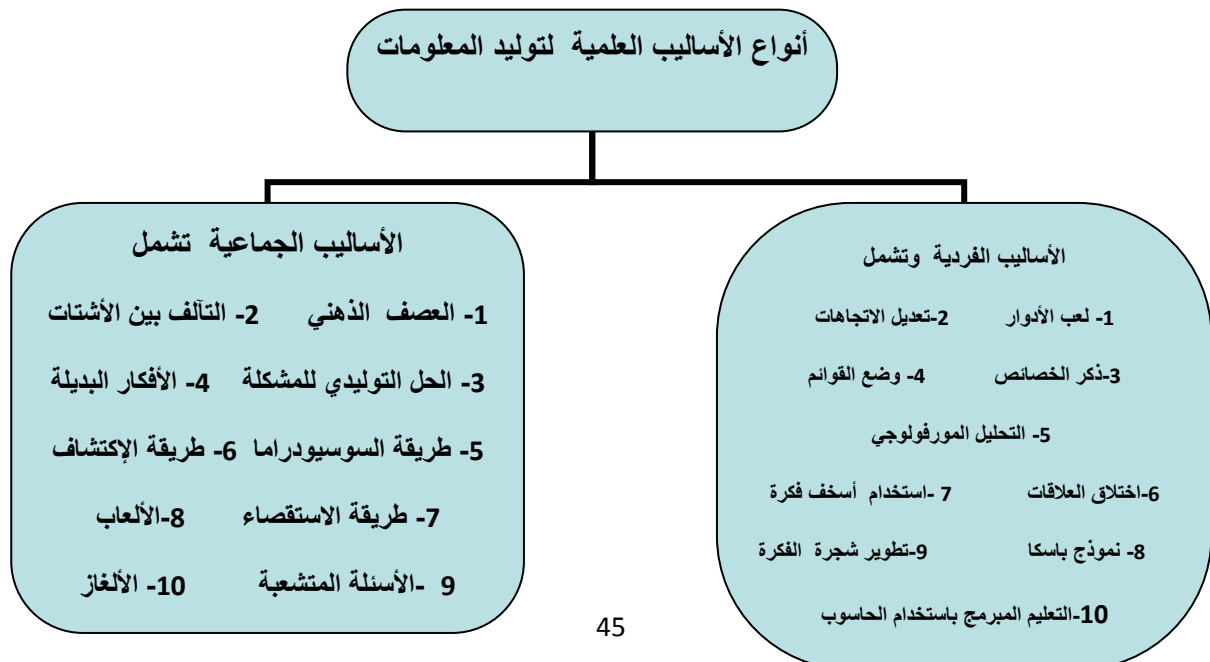 أنواع الأساليب العلمية لتوليد المعلومات
الأساليب الفردية وتشمل
1- لعب الأدوار 2-تعديل الاتجاهات
3-ذكر الخصائص 4- وضع القوائم
5- التحليل المورفولوجي
6-اختلاق العلاقات 7 -استخدام أسخف فكرة
8- نموذج باسكا 9-تطوير شجرة الفكرة
10-التعليم المبرمج باستخدام الحاسوب
الأساليب الجماعية تشمل
1- العصف الذهني 2- التآلف بين الأشتات
3- الحل التوليدي للمشكلة 4- الأفكار البديلة
5- طريقة السوسيودراما 6- طريقة الإكتشاف
7- طريقة الاستقصاء 8-الألعاب
9 -الأسئلة المتشعبة 10- الألغاز
45